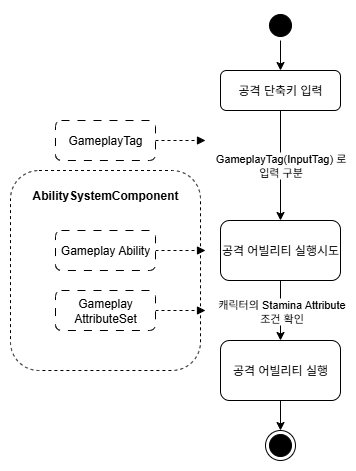 공격 단축키 입력
GameplayTag
GameplayTag(InputTag) 로
입력 구분
AbilitySystemComponent
Gameplay Ability
공격 어빌리티 실행시도
Gameplay
AttributeSet
캐릭터의 Stamina Attribute
조건 확인
공격 어빌리티 실행